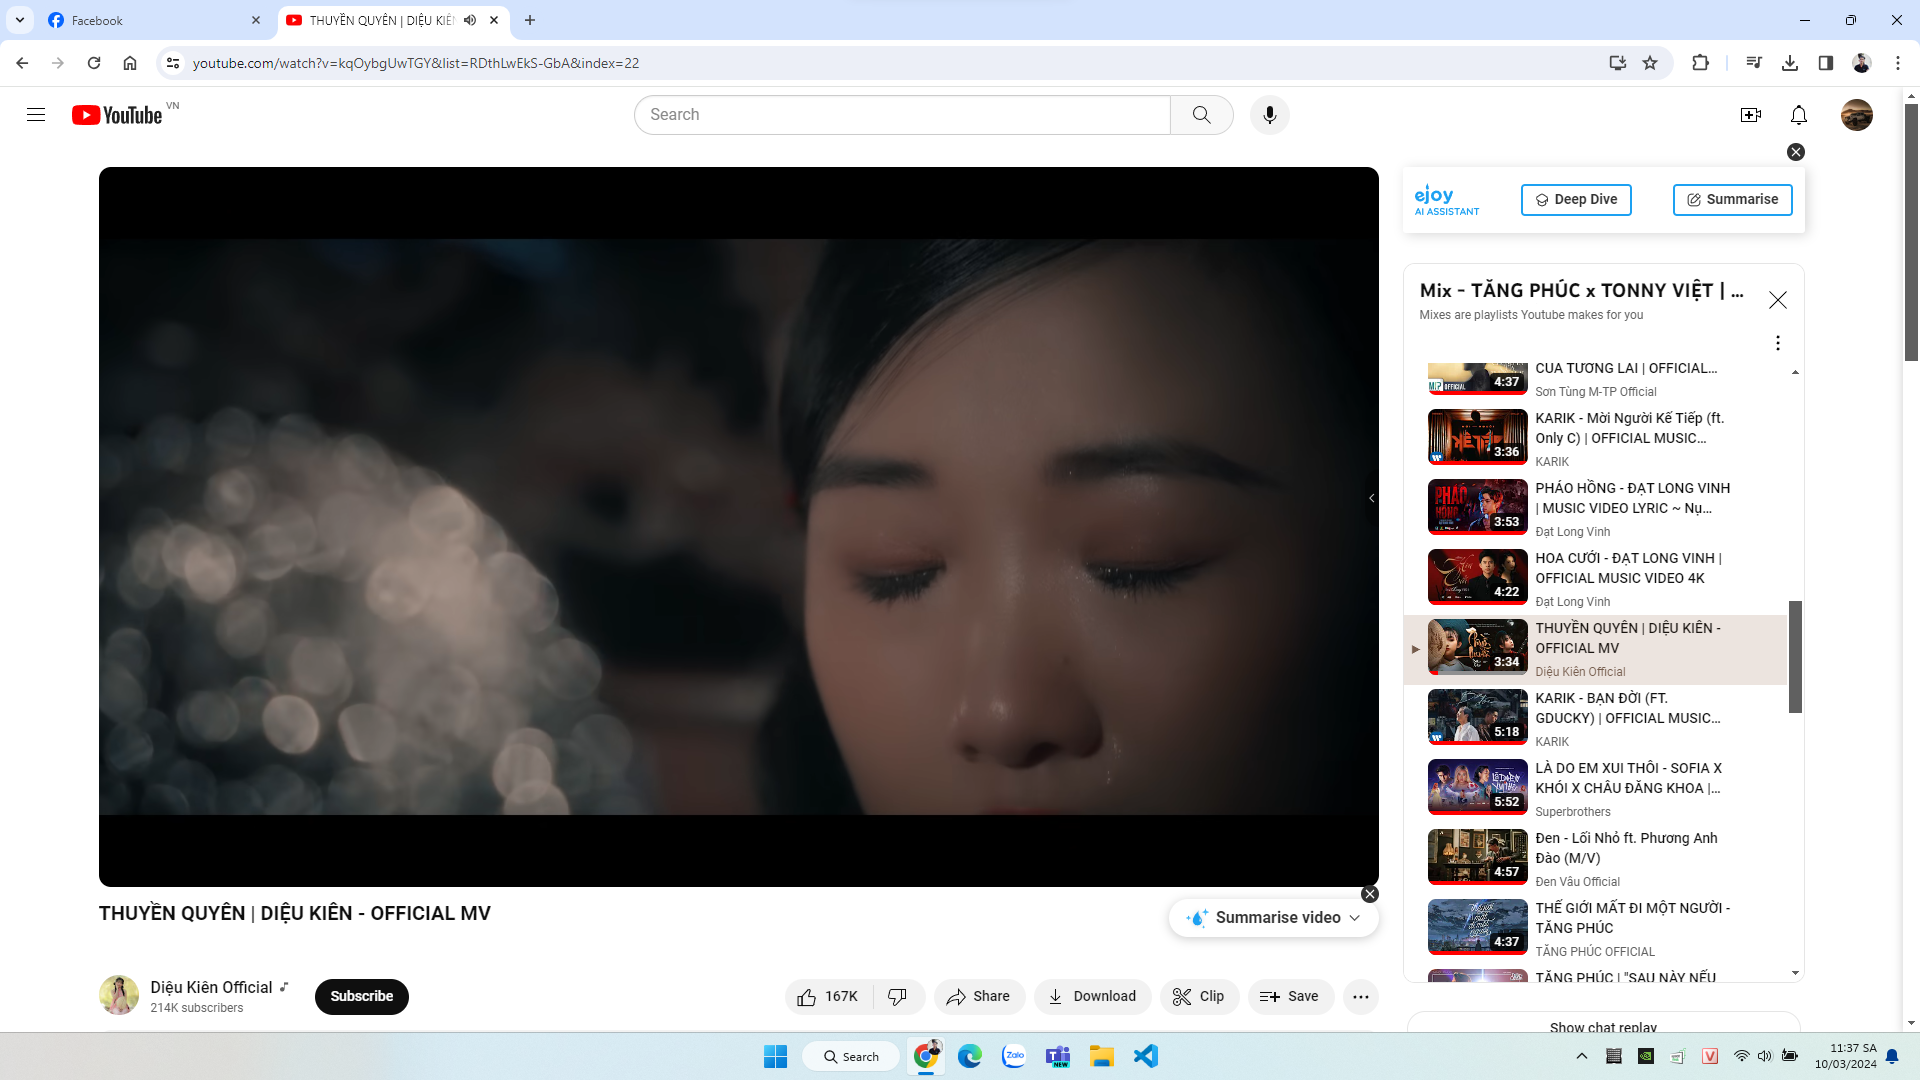 Facebook
THUYỀN QUYÊN | DIỆU KIÊN
youtube.com/watch?v=kqOybgUwTGY&list=RDthLwEkS-GbA&index=22
YouTube VN
Search
ejoy
AI ASSISTANT
Deep Dive
Summarise
Mix - TĂNG PHÚC x TONNY VIỆT | ...
Mixes are playlists Youtube makes for you
CỦA TƯƠNG LAI | OFFICIAL...
4:37
Sơn Tùng M-TP Official
KARIK - Mời Người Kế Tiếp (ft.
Only C) | OFFICIAL MUSIC...
3:36
KARIK
PHÁO HỒNG - ĐẠT LONG VINH
| MUSIC VIDEO LYRIC ~ Nụ...
3:53
Đạt Long Vinh
HOA CƯỚI - ĐẠT LONG VINH |
OFFICIAL MUSIC VIDEO 4K
4:22
Đạt Long Vinh
THUYỀN QUYÊN | DIỆU KIÊN -
OFFICIAL MV
3:34
Diệu Kiên Official
KARIK - BẠN ĐỜI (FT.
GDUCKY) | OFFICIAL MUSIC...
5:18
KARIK
LÀ DO EM XUI THÔI - SOFIA X
KHÓI X CHÂU ĐĂNG KHOA |...
5:52
Superbrothers
Đen - Lối Nhỏ ft. Phương Anh
Đào (M/V)
4:57
Đen Vâu Official
THẾ GIỚI MẤT ĐI MỘT NGƯỜI -
TĂNG PHÚC
4:37
TĂNG PHÚC OFFICIAL
TĂNG PHÚC | "SAU NÀY NẾU
Show chat replay
THUYỀN QUYÊN | DIỆU KIÊN - OFFICIAL MV
Summarise video
Diệu Kiên Official
214K subscribers
Subscribe
167K
Share
Download
Clip
Save
Search
Zalo
NEW
11:37 SA
10/03/2024